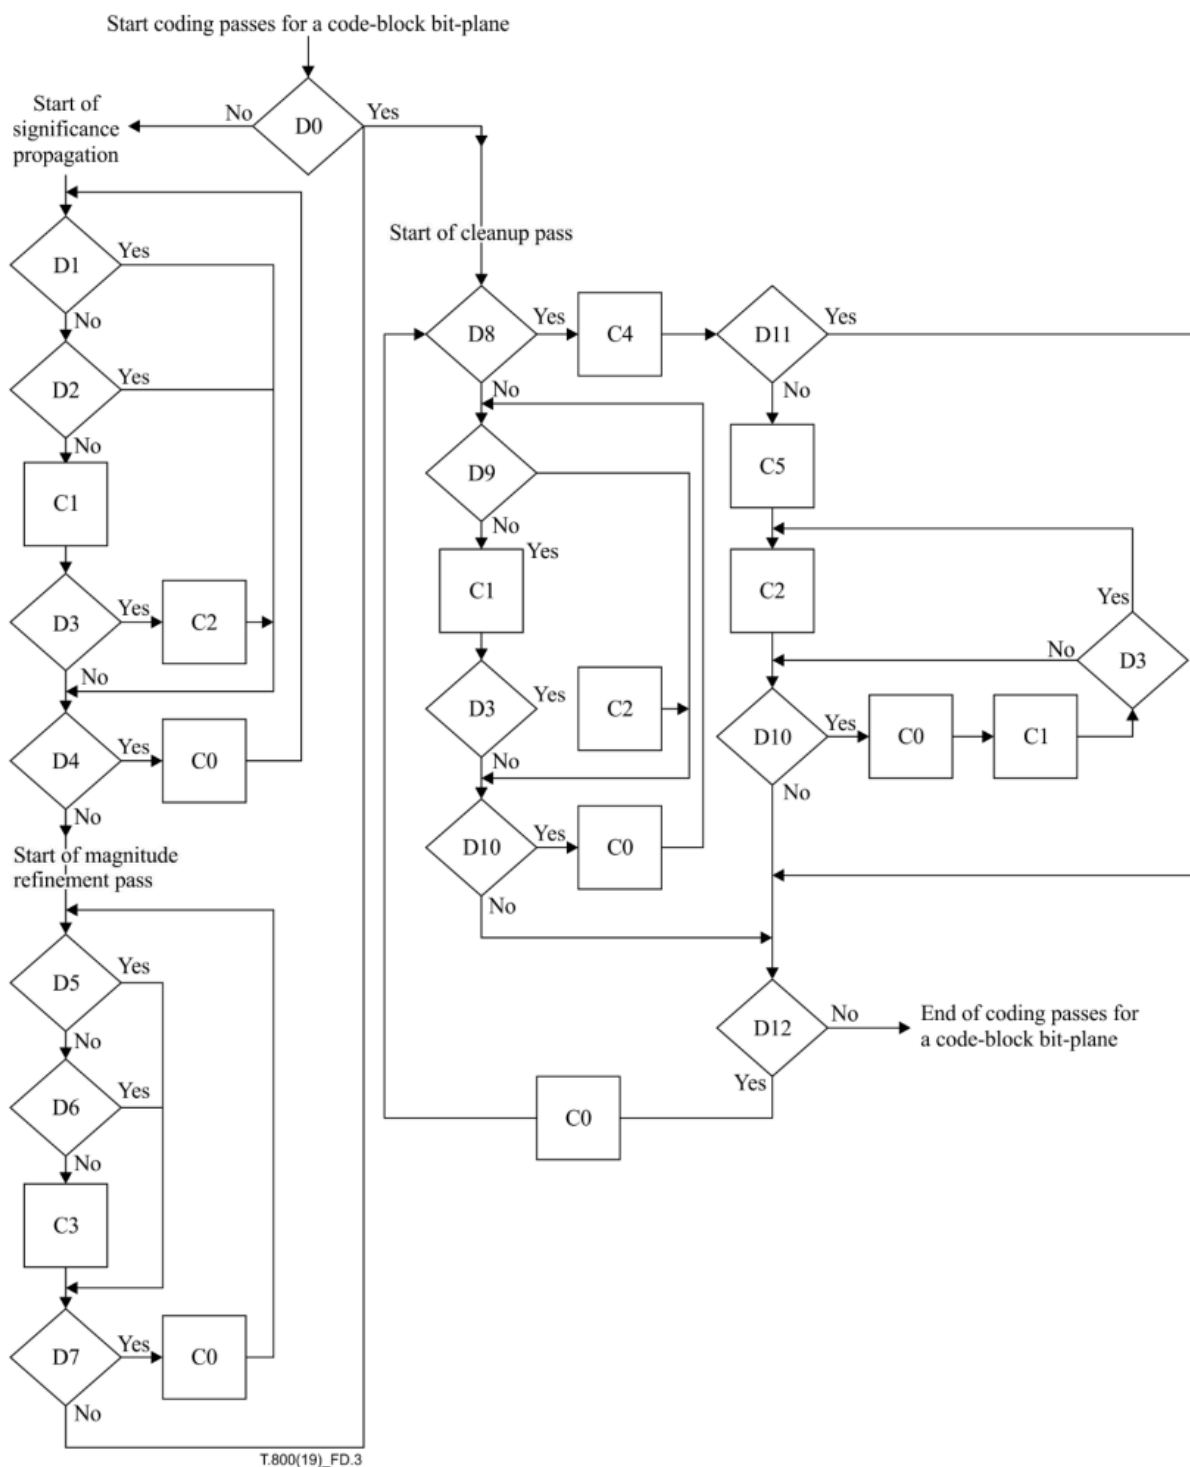 Start coding passes for a code-block bit-plane
D0
No
Yes
Start of
significance
propagation
D1
Yes
No
D2
Yes
No
C1
D3
Yes
C2
No
D4
Yes
C0
No
Start of magnitude
refinement pass
D5
Yes
No
D6
Yes
No
C3
D7
Yes
C0
No
Start of cleanup pass
D8
Yes
C4
D11
Yes
No
No
D9
C5
No
Yes
C1
C2
Yes
D3
No
D3
Yes
C2
No
D10
Yes
C0
C1
No
D10
Yes
C0
No
D12
No
End of coding passes for
a code-block bit-plane
Yes
C0
T.800(19)_FD.3